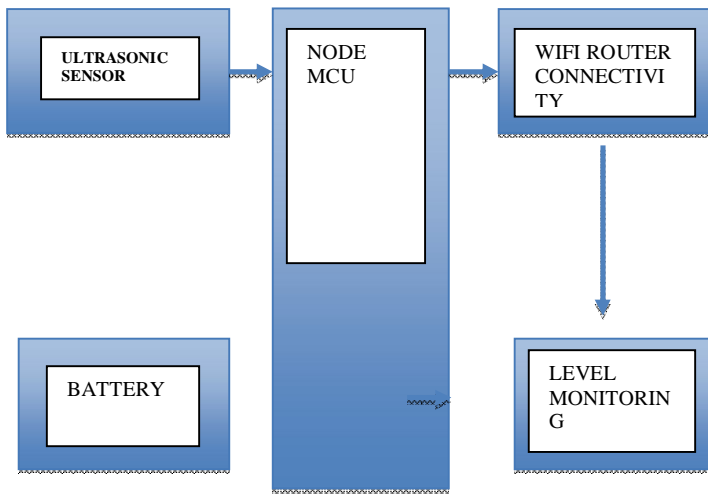 ULTRASONIC
SENSOR
NODE
MCU
WIFI ROUTER
CONNECTIVI
TY
BATTERY
LEVEL
MONITORIN
G